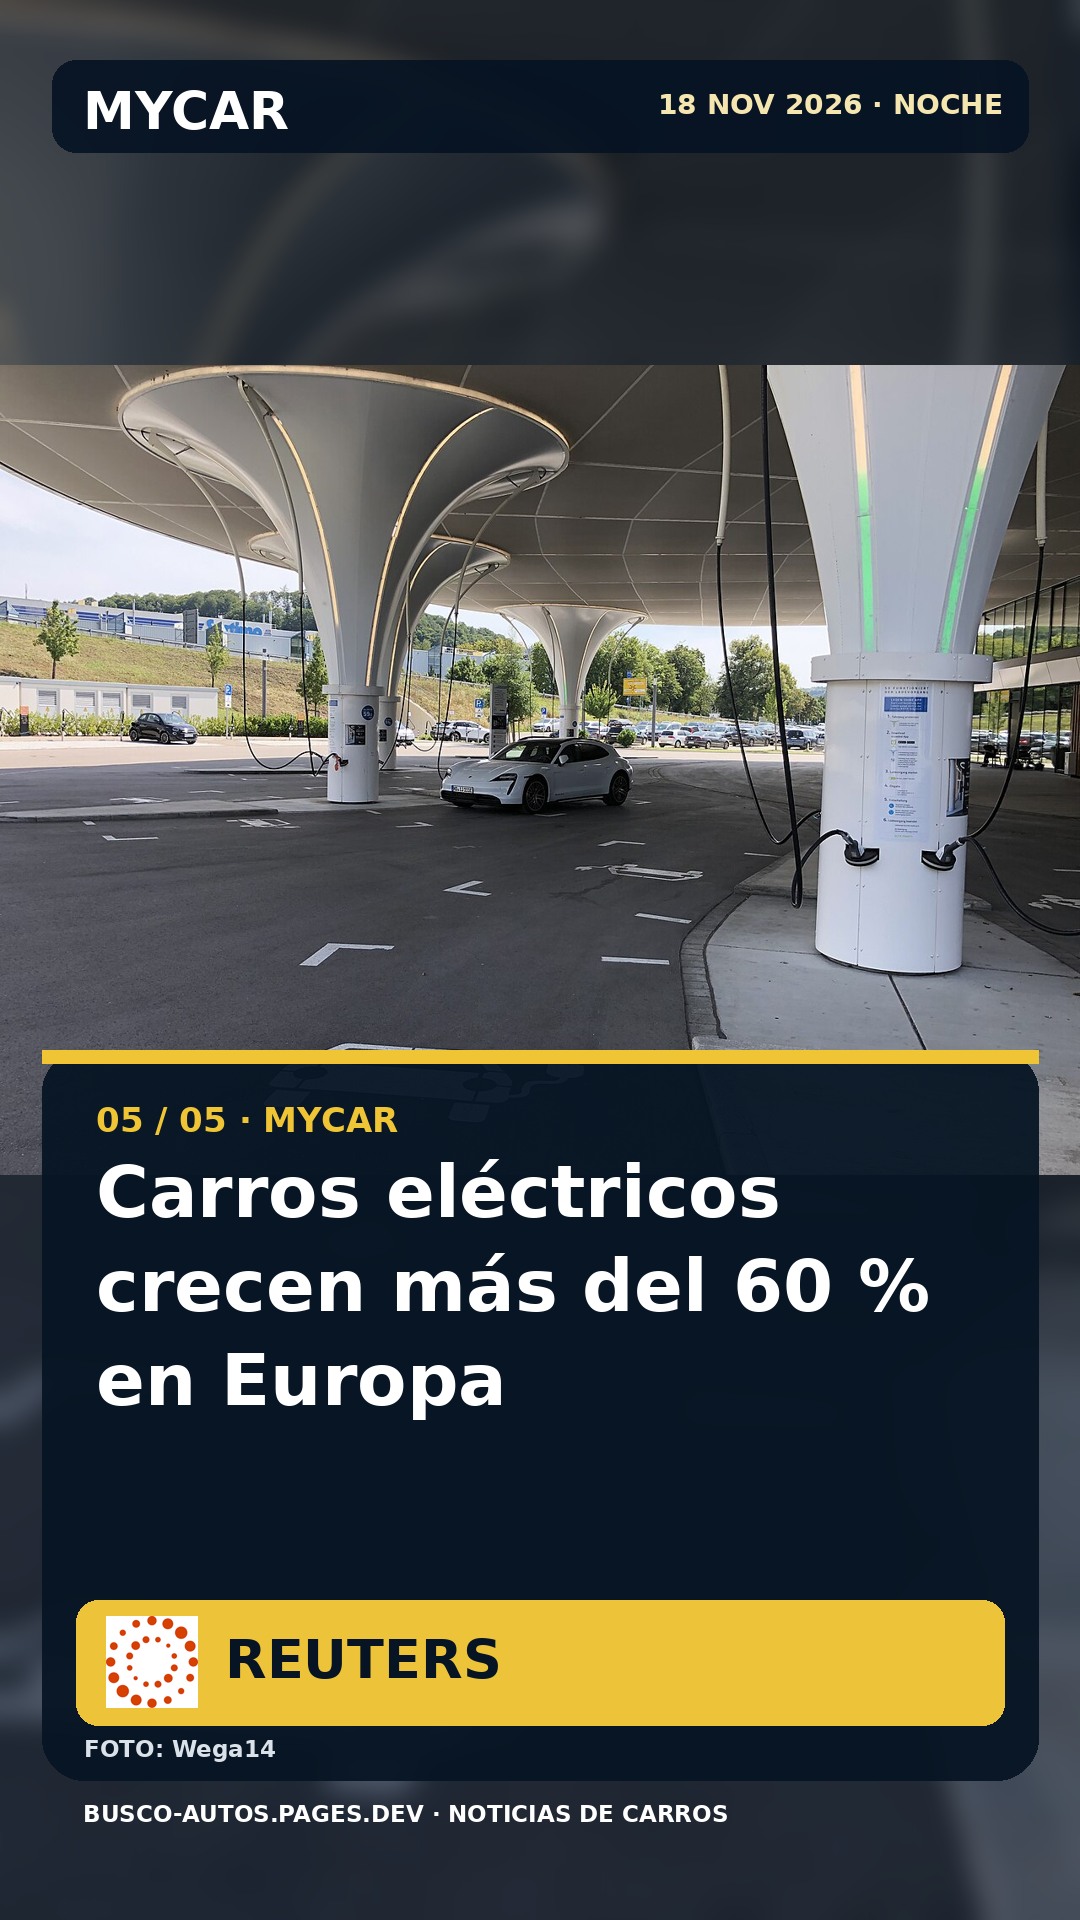 MYCAR
18 NOV 2026 · NOCHE
05 / 05 · MYCAR
Carros eléctricos
crecen más del 60 %
en Europa
REUTERS
FOTO: Wega14
BUSCO-AUTOS.PAGES.DEV · NOTICIAS DE CARROS